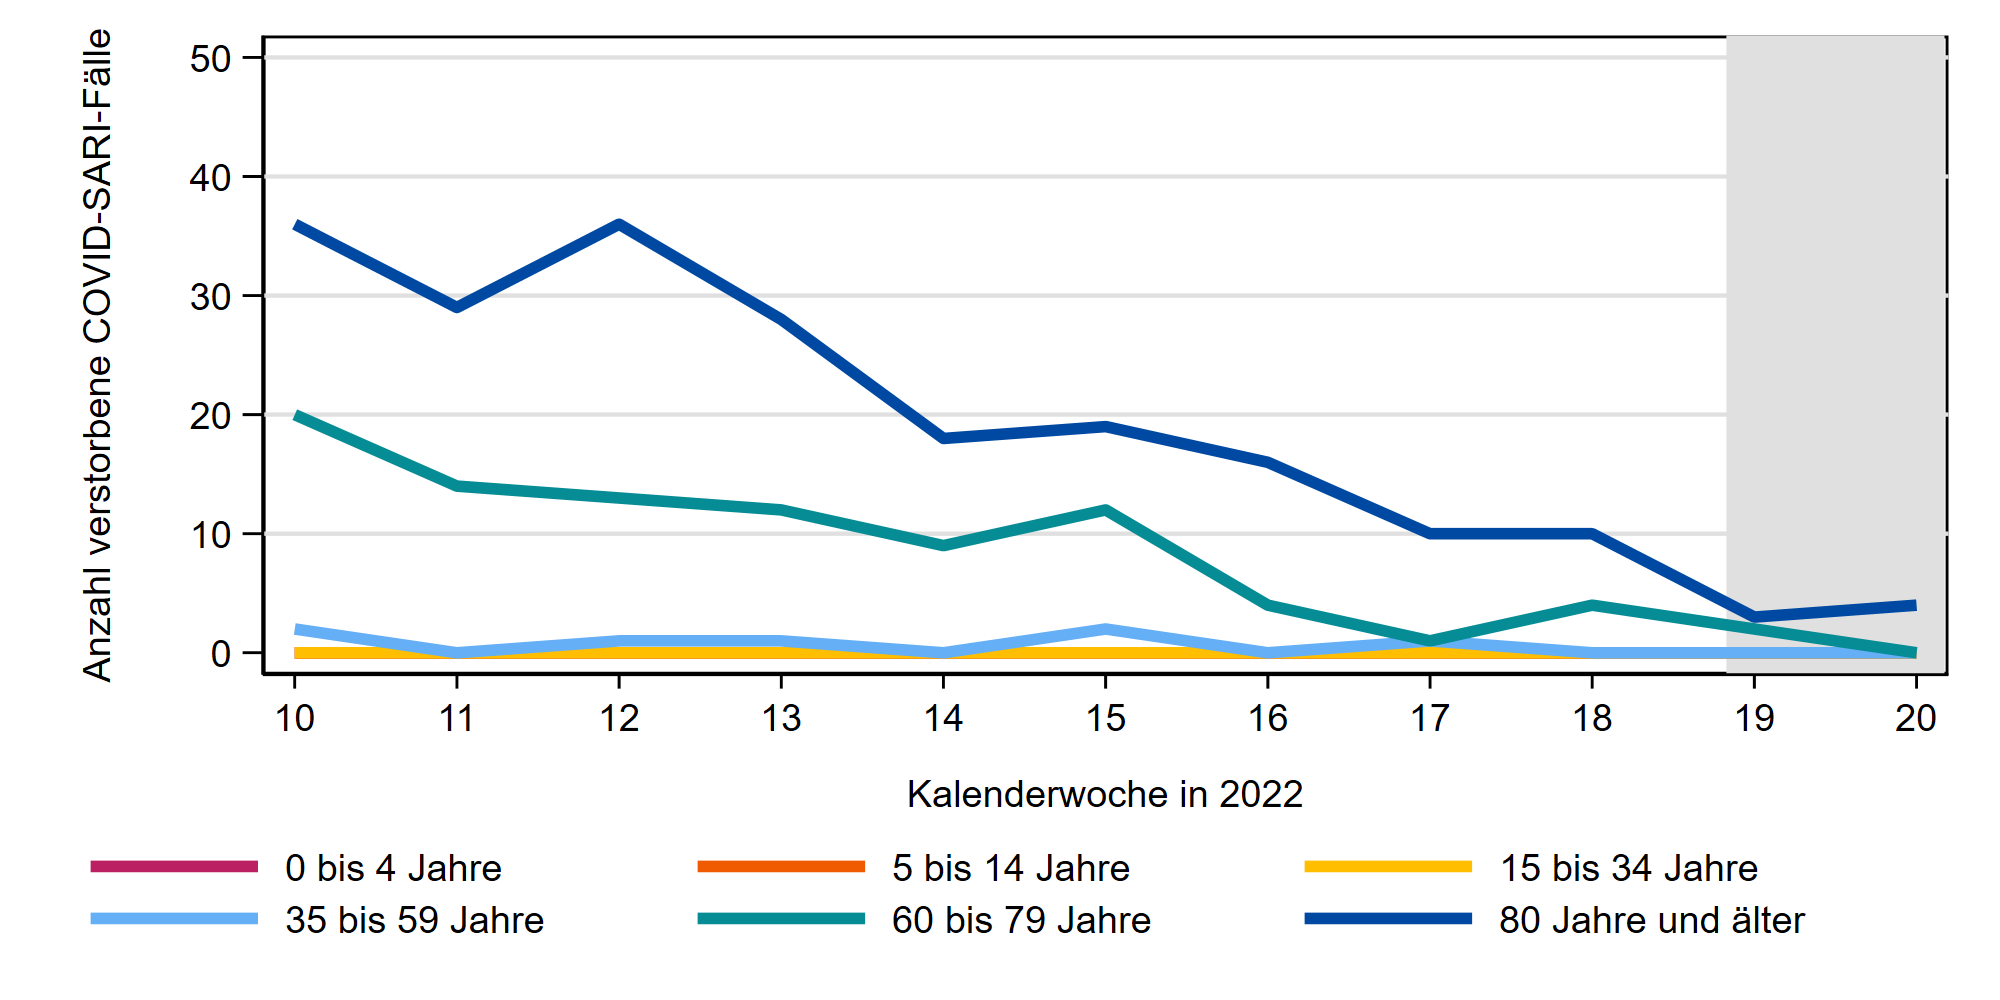 Anzahl verstorbene COVID-SARI-Fälle
50
40
30
20
10
0
10 11 12 13 14 15 16 17 18 19 20
Kalenderwoche in 2022
0 bis 4 Jahre 5 bis 14 Jahre 15 bis 34 Jahre
35 bis 59 Jahre 60 bis 79 Jahre 80 Jahre und älter